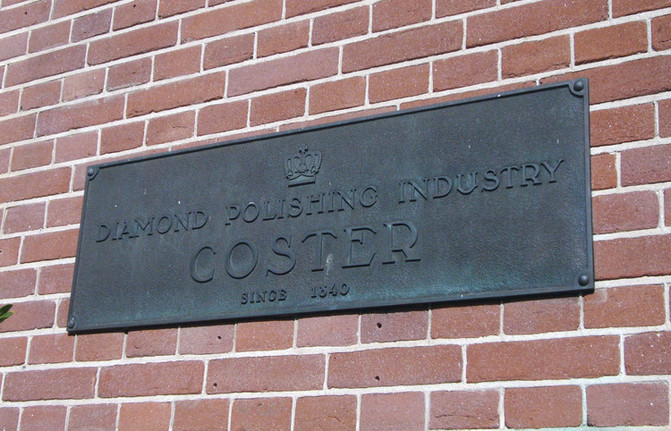 DIAMOND POLISHING INDUSTRY
COSTER
SINCE 1840